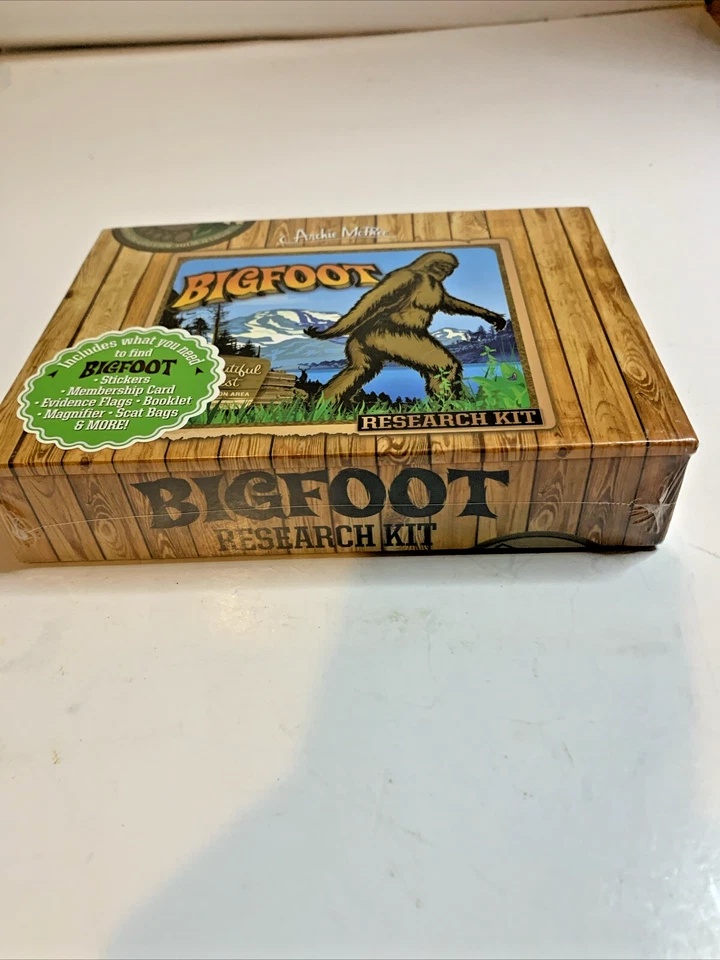 Archie McPhee
BIGFOOT
Includes what you need
to find
BIGFOOT
• Stickers
• Membership Card
• Evidence Flags • Booklet
• Magnifier • Scat Bags
& MORE!
RESEARCH KIT
BIGFOOT
RESEARCH KIT